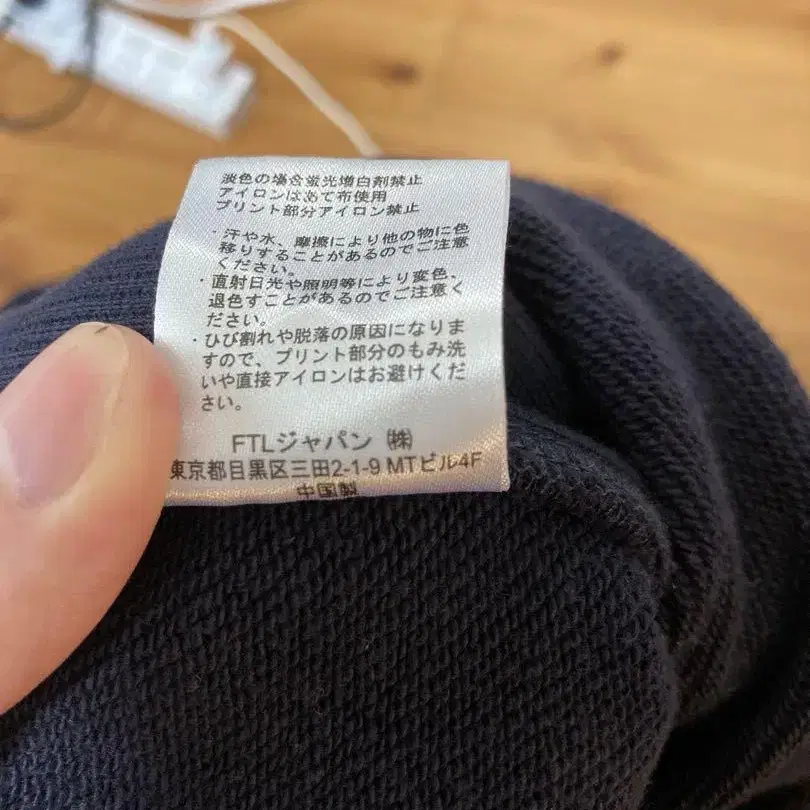 淡色の場合蛍光増白剤禁止
アイロンはあて布使用
プリント部分アイロン禁止
・汗や水、摩擦により他の物に色
移りすることがあるのでご注意
ください。
・直射日光や照明等により変色、
退色すことがあるのでご注意く
ださい。
・ひび割れや脱落の原因になりま
すので、プリント部分のもみ洗
いや直接アイロンはお避けくだ
さい。
FTLジャパン ㈱
東京都目黒区三田2-1-9 MTビル4F
中国製